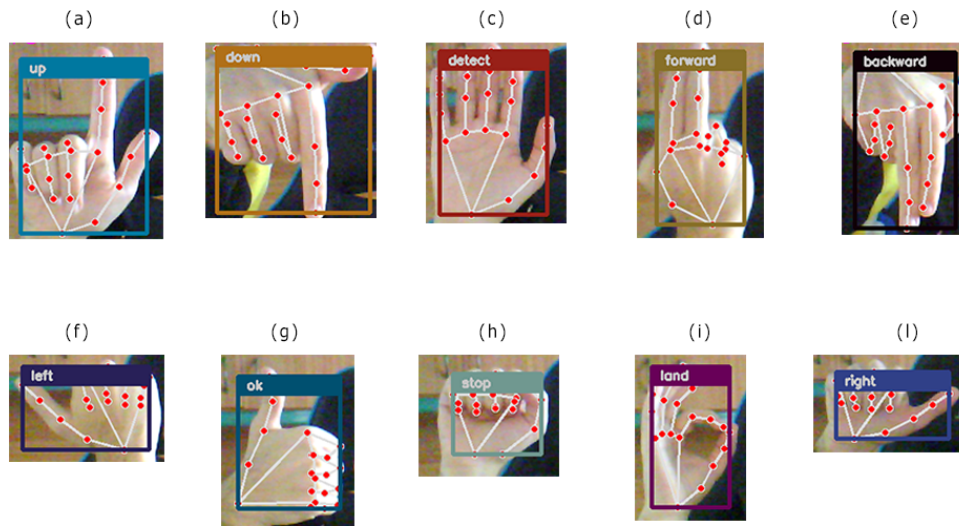 (a)
(b)
(c)
(d)
(e)
up
down
detect
forward
backward
(f)
(g)
(h)
(i)
(l)
left
ok
stop
land
right